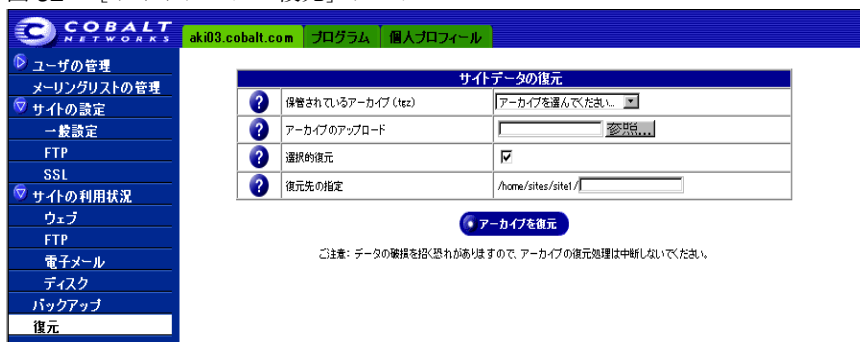 COBALT
NETWORKS
aki03.cobalt.com プログラム 個人プロフィール
ユーザの管理
メーリングリストの管理
サイトの設定
一般設定
FTP
SSL
サイトの利用状況
ウェブ
FTP
電子メール
ディスク
バックアップ
復元
サイトデータの復元
? 保管されているアーカイブ (tez) アーカイブを選んでください...
? アーカイブのアップロード 参照...
? 選択的復元
? 復元先の指定 /home/sites/site1/
アーカイブを復元
ご注意: データの破損を招く恐れがありますので、アーカイブの復元処理は中断しないでください。